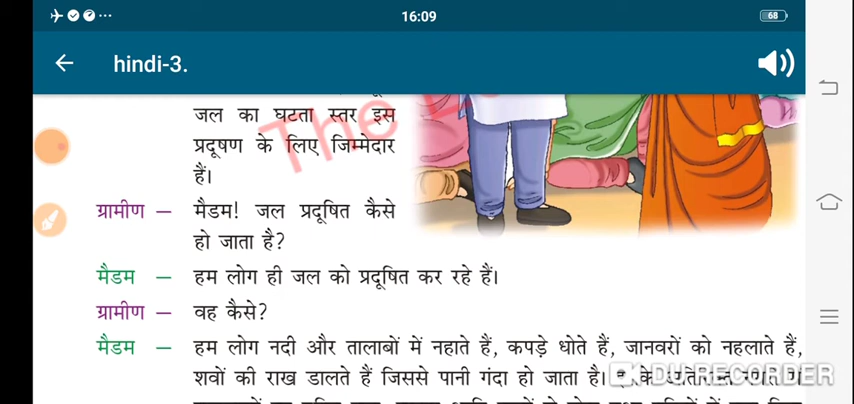 16:09
68
hindi-3.
जल का घटता स्तर इस
प्रदूषण के लिए जिम्मेदार
हैं।
The
ग्रामीण – मैडम! जल प्रदूषित कैसे
हो जाता है?
मैडम – हम लोग ही जल को प्रदूषित कर रहे हैं।
ग्रामीण – वह कैसे?
मैडम – हम लोग नदी और तालाबों में नहाते हैं, कपड़े धोते हैं, जानवरों को नहलाते हैं,
शवों की राख डालते हैं जिससे पानी गंदा हो जाता है।
DU RECORDER